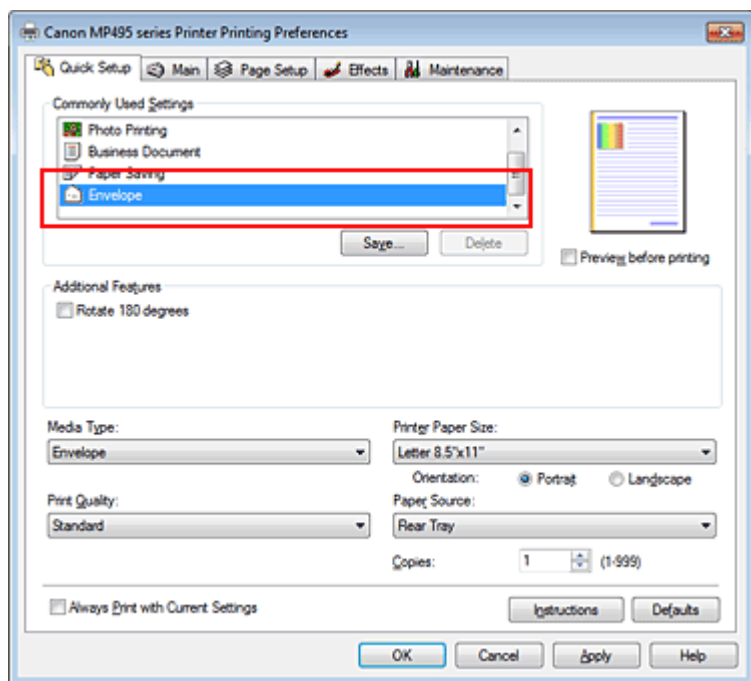 Canon MP495 series Printer Printing Preferences
Quick Setup Main Page Setup Effects Maintenance
Commonly Used Settings
Photo Printing
Business Document
Paper Saving
Envelope
Save... Delete
Preview before printing
Additional Features
Rotate 180 degrees
Media Type: Printer Paper Size:
Envelope Letter 8.5"x11"
Orientation: Portrait Landscape
Print Quality: Paper Source:
Standard Rear Tray
Copies: 1 (1-999)
Always Print with Current Settings Instructions Defaults
OK Cancel Apply Help